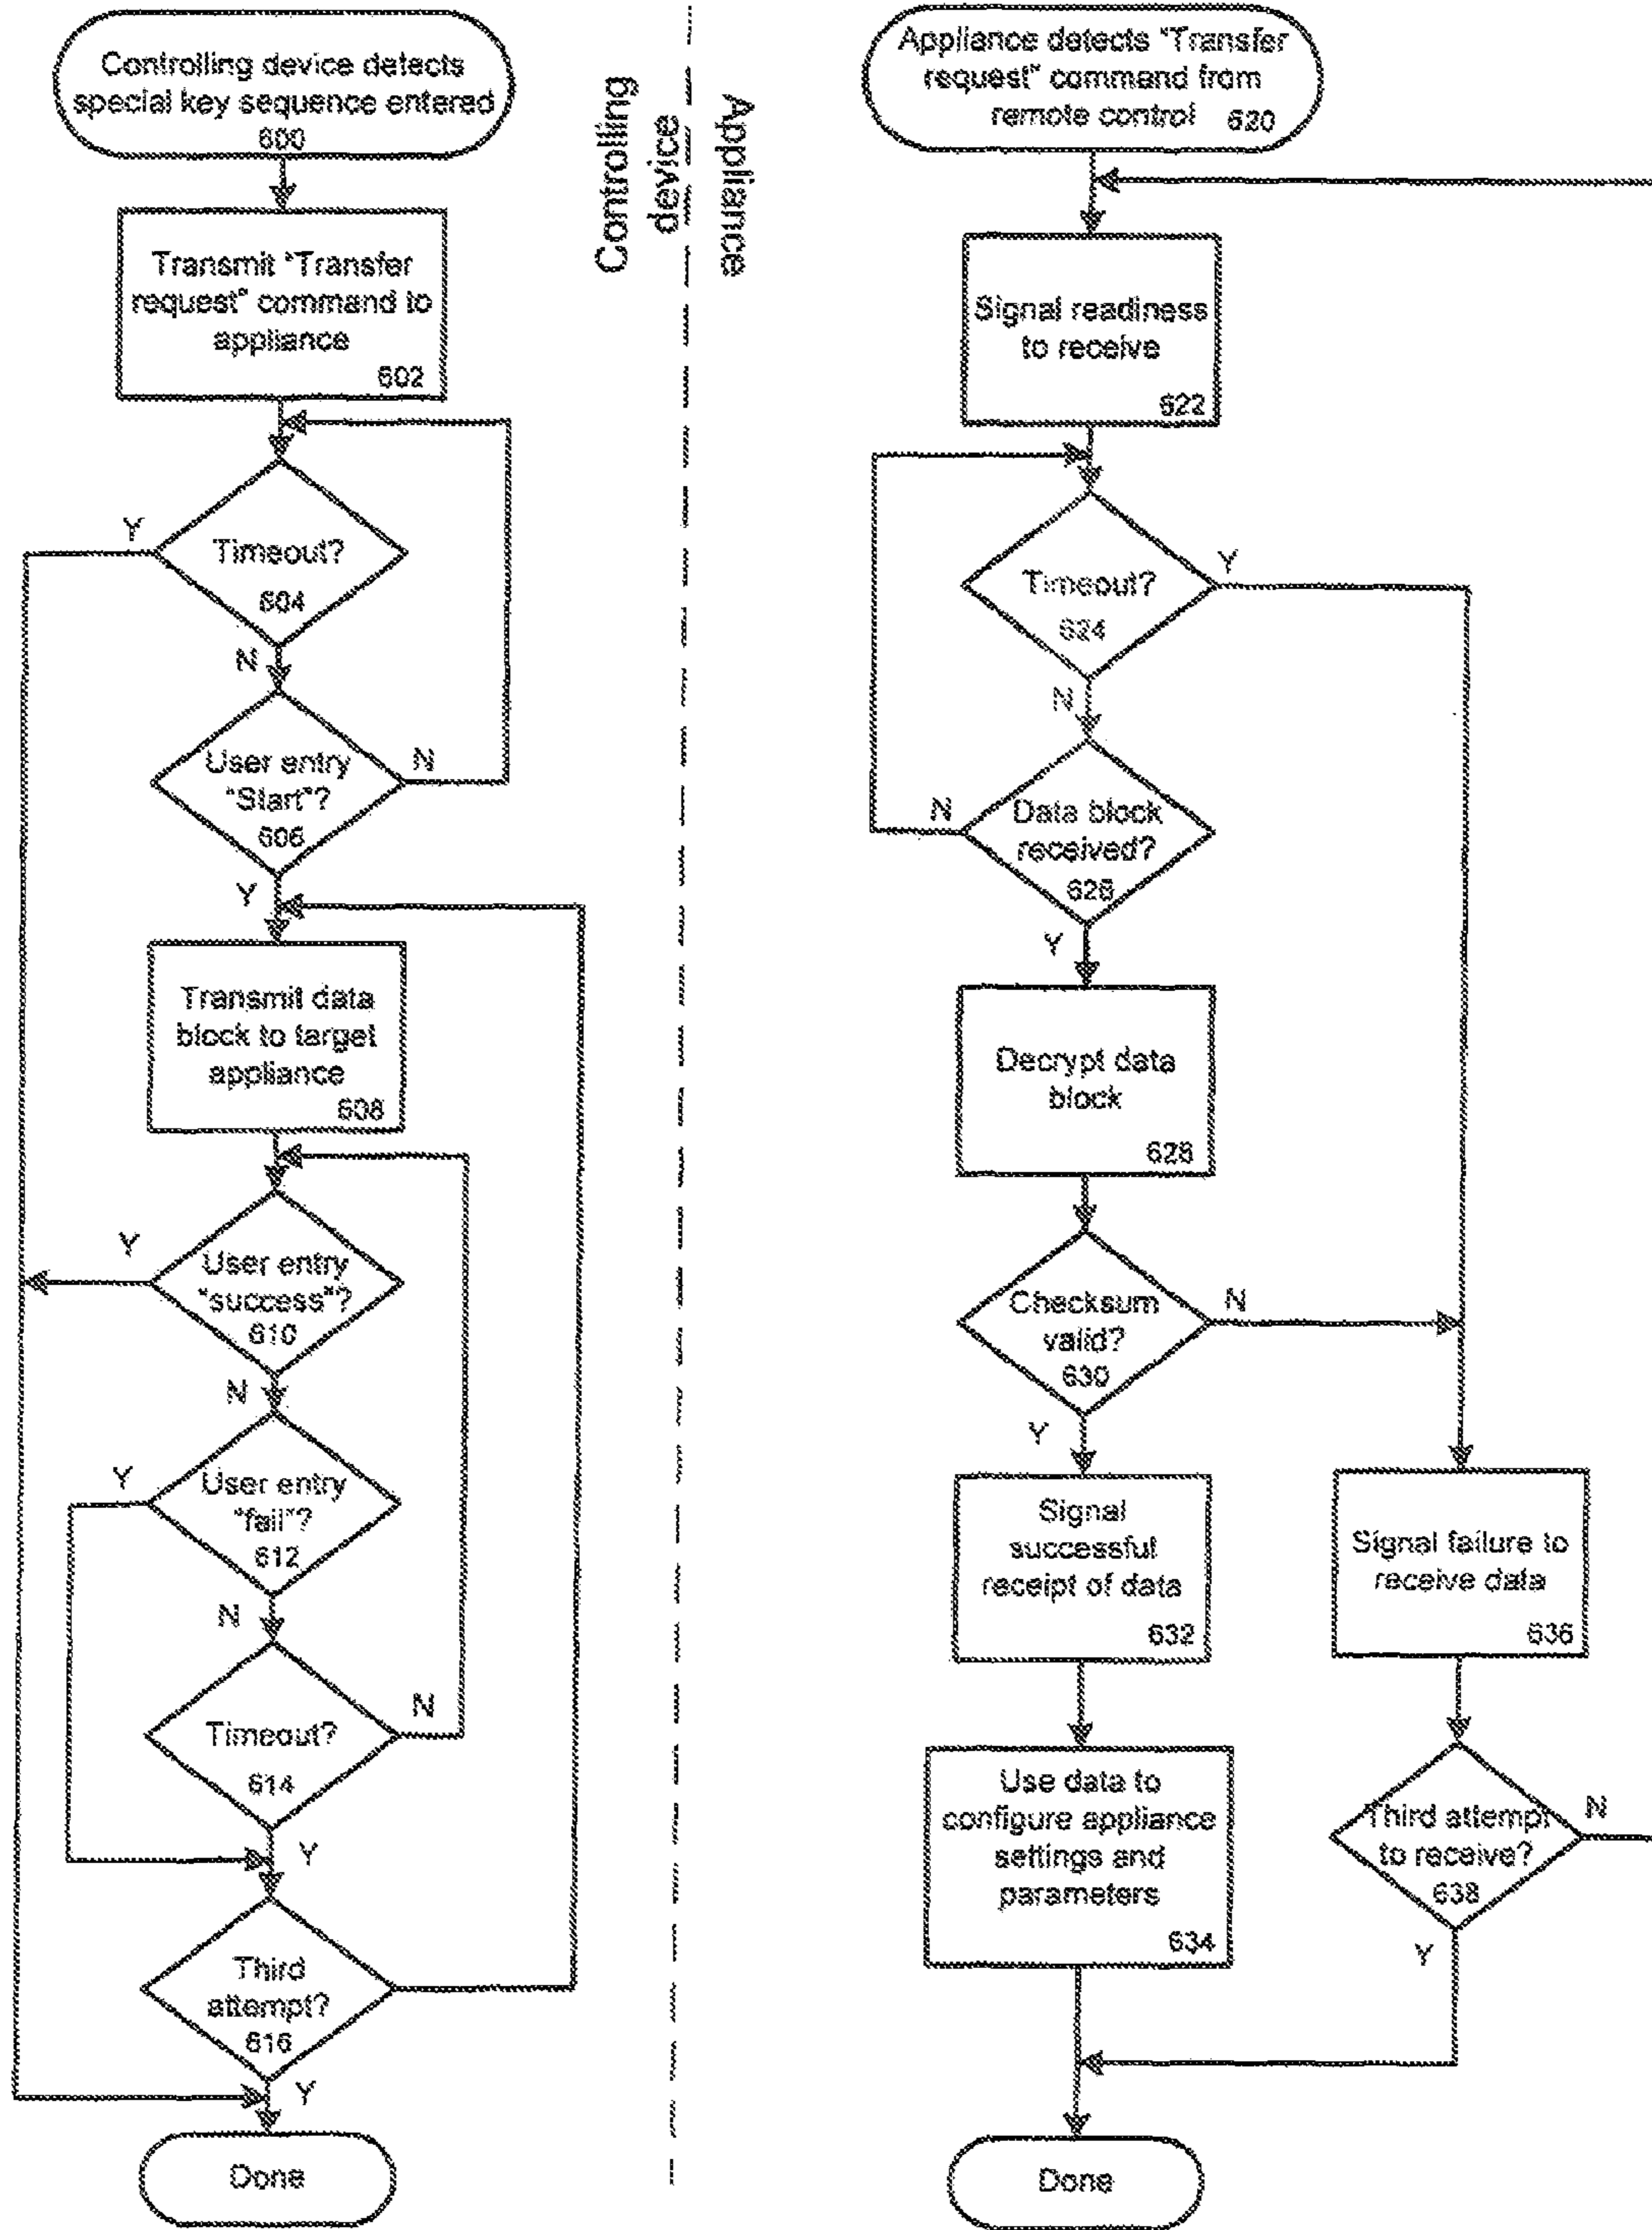 Controlling device detects
special key sequence entered
600
Transmit "Transfer
request" command to
appliance
602
Timeout?
604
Y
N
User entry
"Start"?
606
N
Y
Transmit data
block to target
appliance
608
User entry
"success"?
610
Y
N
User entry
"fail"?
612
Y
N
Timeout?
614
N
Y
Third
attempt?
616
Y
Done
Controlling
device
Appliance
Appliance detects "Transfer
request" command from
remote control 620
Signal readiness
to receive
622
Timeout?
624
Y
N
Data block
received?
626
N
Y
Decrypt data
block
628
Checksum
valid?
630
N
Y
Signal
successful
receipt of data
632
Signal failure to
receive data
636
Use data to
configure appliance
settings and
parameters
634
Third attempt
to receive?
638
N
Y
Done